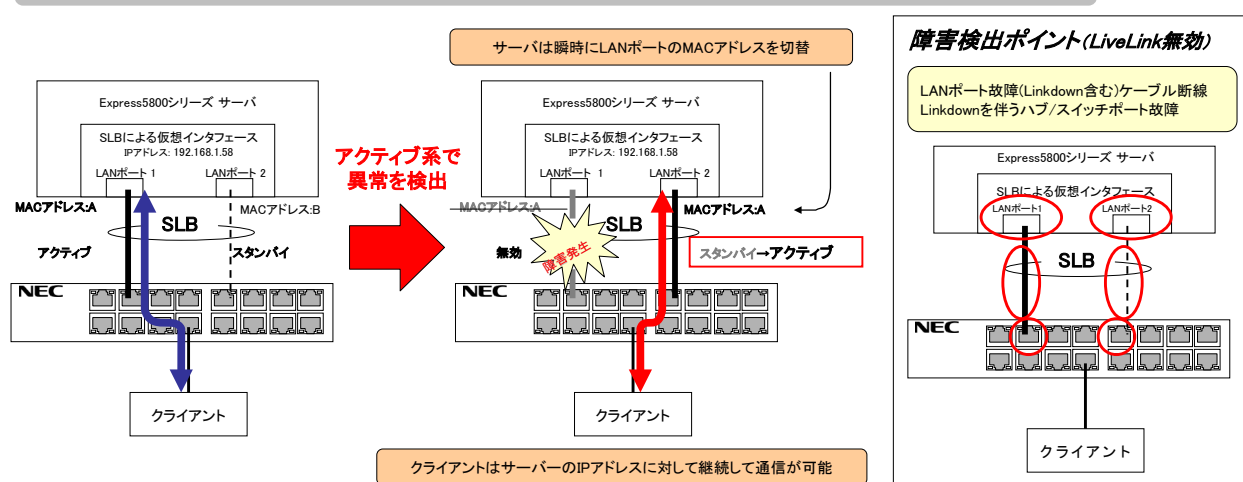 サーバは瞬時にLANポートのMACアドレスを切替
Express5800シリーズ サーバ
SLBによる仮想インタフェース
IPアドレス: 192.168.1.58
LANポート 1
LANポート 2
MACアドレス:A
MACアドレス:B
SLB
アクティブ
スタンバイ
NEC
クライアント
アクティブ系で
異常を検出
Express5800シリーズ サーバ
SLBによる仮想インタフェース
IPアドレス: 192.168.1.58
LANポート 1
LANポート 2
MACアドレス:A
MACアドレス:A
SLB
無効
障害発生
スタンバイ→アクティブ
NEC
クライアント
クライアントはサーバーのIPアドレスに対して継続して通信が可能
障害検出ポイント(LiveLink無効)
LANポート故障(Linkdown含む)ケーブル断線
Linkdownを伴うハブ/スイッチポート故障
Express5800シリーズ サーバ
SLBによる仮想インタフェース
LANポート1
LANポート2
SLB
NEC
クライアント